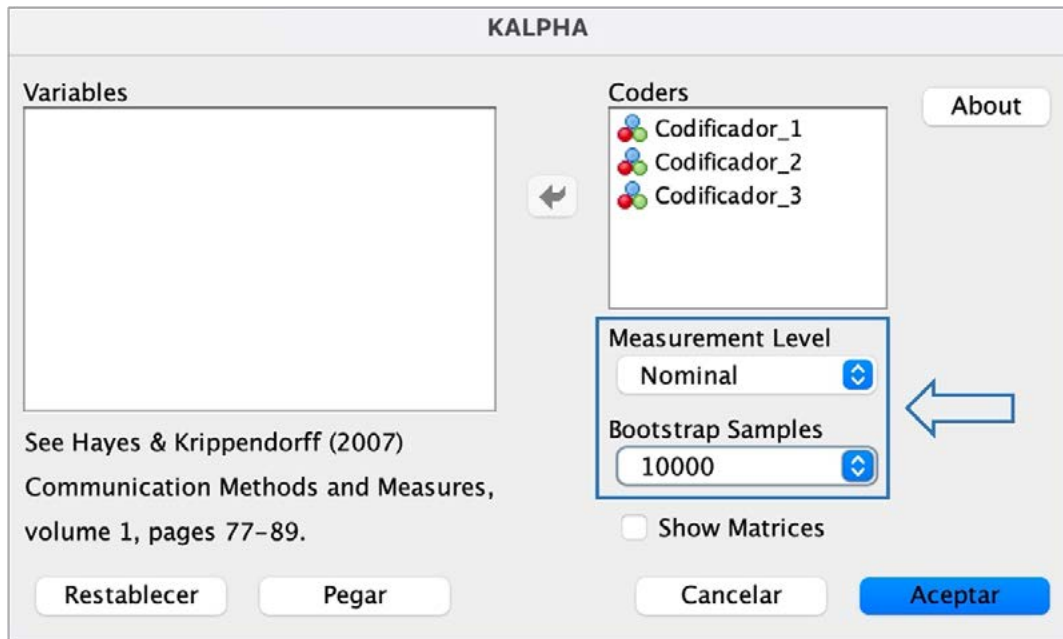 KALPHA
Variables
Coders
About
Codificador_1
Codificador_2
Codificador_3
Measurement Level
Nominal
Bootstrap Samples
10000
See Hayes & Krippendorff (2007)
Communication Methods and Measures,
volume 1, pages 77–89.
Show Matrices
Restablecer
Pegar
Cancelar
Aceptar